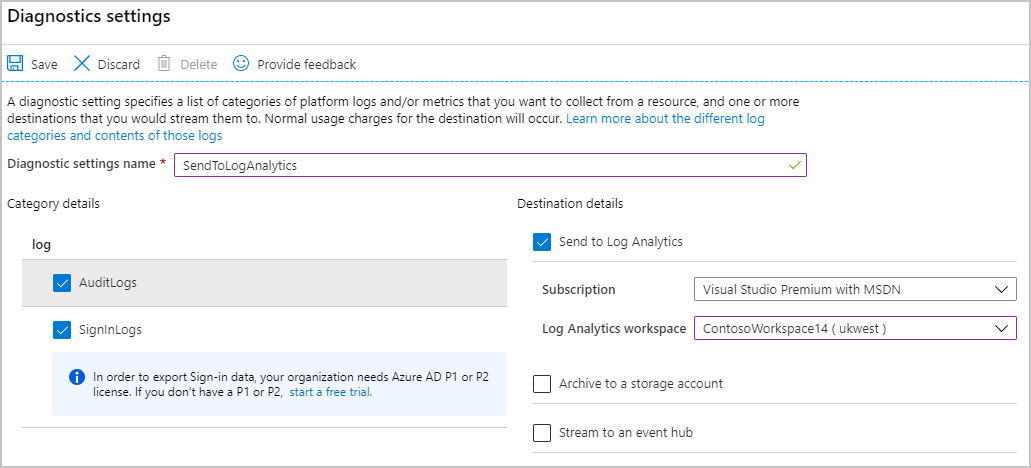 Diagnostics settings
Save Discard Delete Provide feedback
A diagnostic setting specifies a list of categories of platform logs and/or metrics that you want to collect from a resource, and one or more
destinations that you would stream them to. Normal usage charges for the destination will occur. Learn more about the different log
categories and contents of those logs
Diagnostic settings name * SendToLogAnalytics
Category details
log
AuditLogs
SignInLogs
In order to export Sign-in data, your organization needs Azure AD P1 or P2
license. If you don't have a P1 or P2, start a free trial.
Destination details
Send to Log Analytics
Subscription Visual Studio Premium with MSDN
Log Analytics workspace ContosoWorkspace14 ( ukwest )
Archive to a storage account
Stream to an event hub